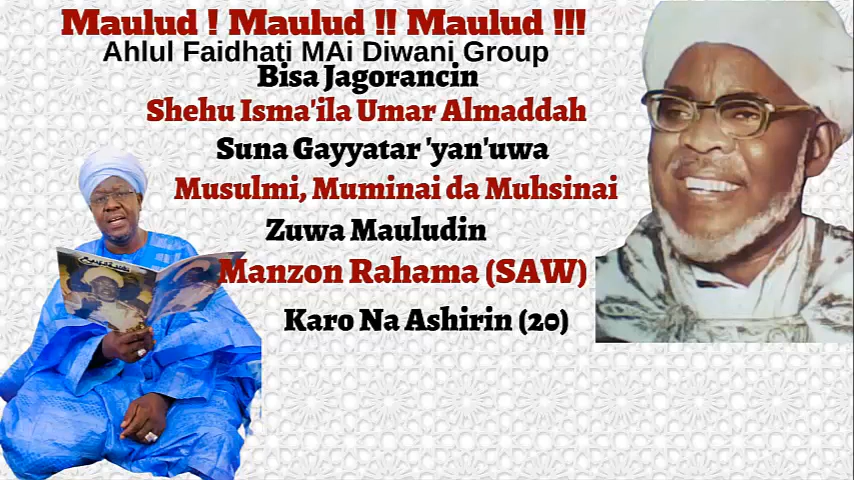 Maulud ! Maulud !! Maulud !!!
Ahlul Faidhati MAi Diwani Group
Bisa Jagorancin
Shehu Isma'ila Umar Almaddah
Suna Gayyatar 'yan'uwa
Musulmi, Muminai da Muhsinai
Zuwa Mauludin
Manzon Rahama (SAW)
Karo Na Ashirin (20)